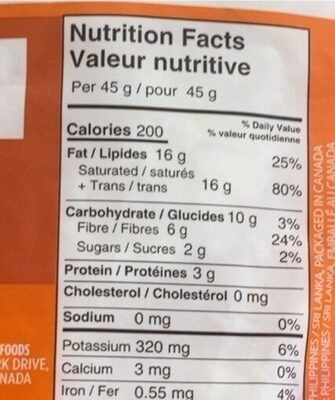 Nutrition Facts
Valeur nutritive
Per 45 g / pour 45 g
% Daily Value
Calories 200 % valeur quotidienne
Fat / Lipides 16 g 25%
Saturated / saturés
+ Trans / trans 16 g 80%
Carbohydrate / Glucides 10 g 3%
Fibre / Fibres 6 g 24%
Sugars / Sucres 2 g 2%
Protein / Protéines 3 g
Cholesterol / Cholestérol 0 mg
Sodium 0 mg 0%
Potassium 320 mg 6%
Calcium 3 mg 0%
Iron / Fer 0.55 mg 4%
FOODS
RK DRIVE,
NADA
PHILIPPINES / SRI LANKA, PACKAGED IN CANADA
PHILIPPINES / SRI LANKA, EMBALLÉ AU CANADA